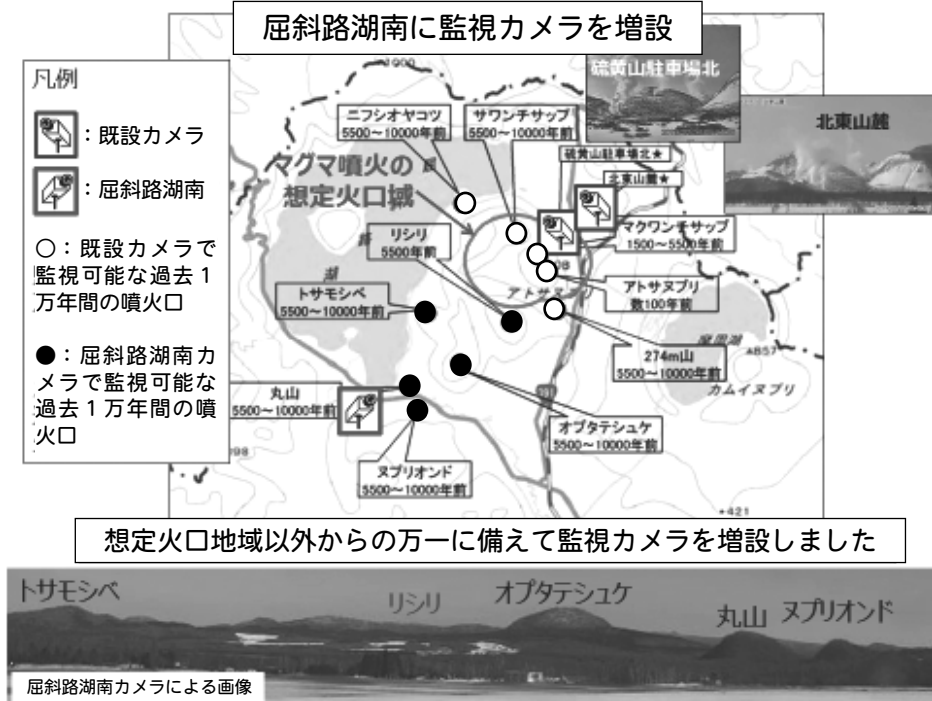 屈斜路湖南に監視カメラを増設
凡例
：既設カメラ
：屈斜路湖南
○：既設カメラで
監視可能な過去１
万年間の噴火口
●：屈斜路湖南カ
メラで監視可能な
過去１万年間の噴
火口
硫黄山駐車場北
北東山麓
ニフシオヤコツ
5500～10000年前
サワンチサップ
5500～10000年前
硫黄山駐車場北★
北東山麓★
マグマ噴火の
想定火口域
路
リシリ
5500年前
マクワンチサップ
1500～5500年前
湖
アトサヌプリ
アトサヌプリ
数100年前
トサモシベ
5500～10000年前
274m山
5500～10000年前
摩周湖
▲857
カムイヌプリ
丸山
5500～10000年前
オプタテシュケ
5500～10000年前
ヌプリオンド
5500～10000年前
+421
想定火口地域以外からの万一に備えて監視カメラを増設しました
トサモシベ
リシリ
オプタテシュケ
丸山
ヌプリオンド
屈斜路湖南カメラによる画像